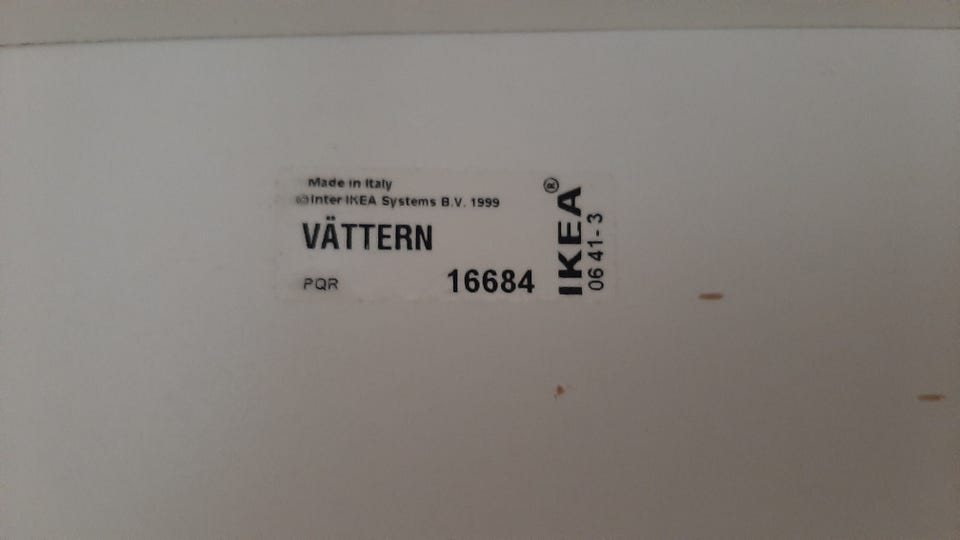 Made in Italy
©Inter IKEA Systems B.V. 1999
VÄTTERN
PQR
16684
IKEA®
06 41-3